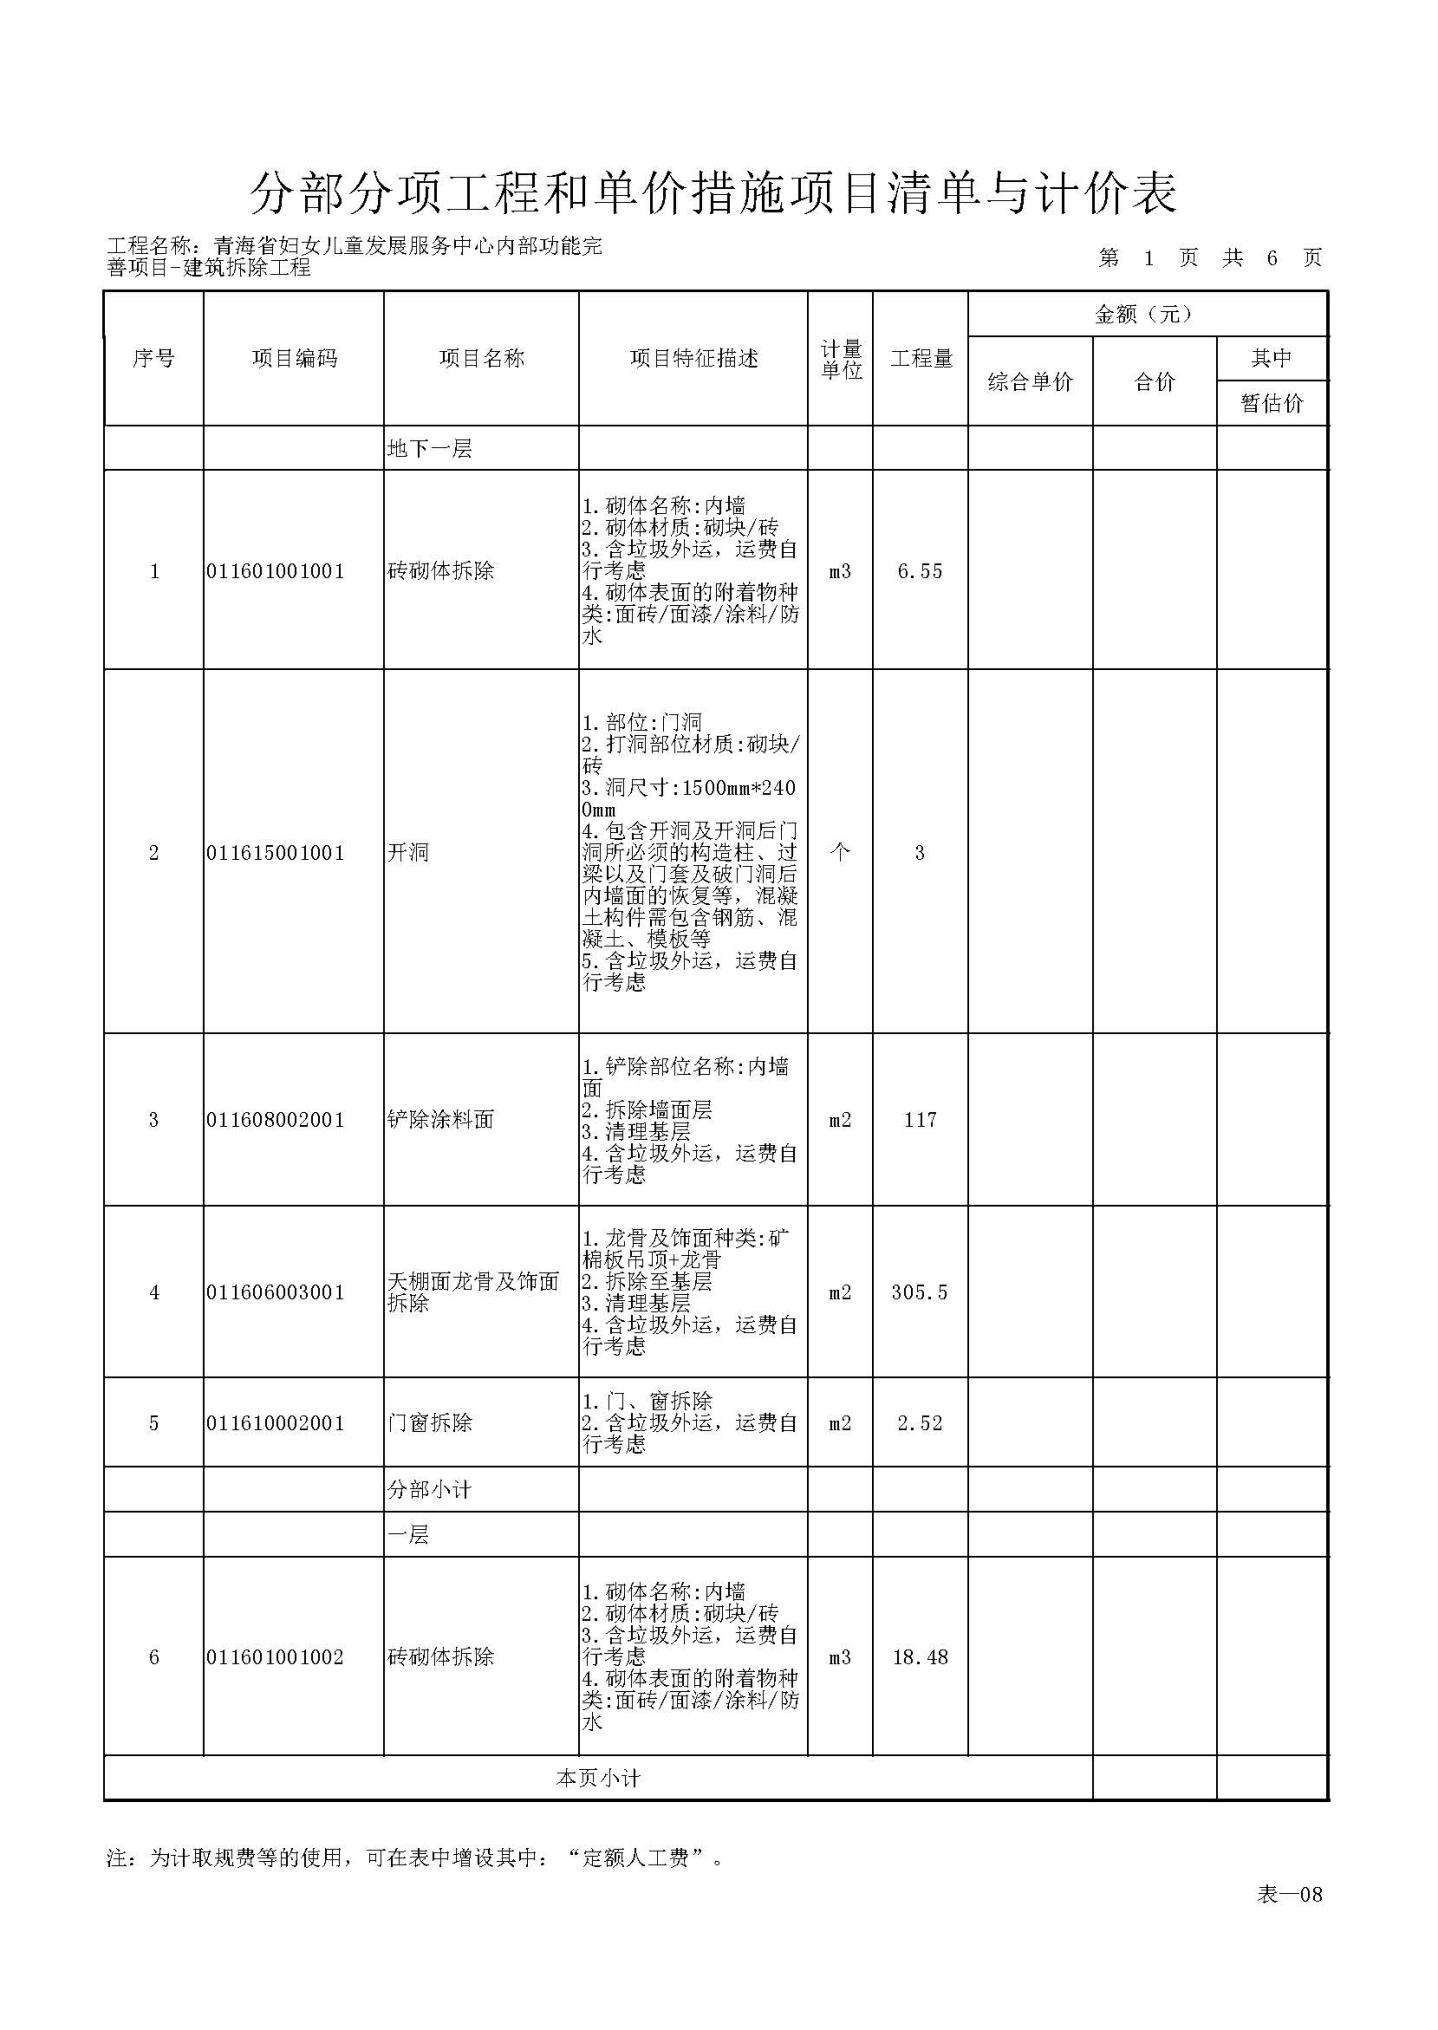 分部分项工程和单价措施项目清单与计价表
工程名称：青海省妇女儿童发展服务中心内部功能完
善项目-建筑拆除工程
第 1 页 共 6 页
序号 项目编码 项目名称 项目特征描述 计量单位 工程量 金额（元）
综合单价 合价 其中
暂估价
地下一层
1 011601001001 砖砌体拆除
1.砌体名称:内墙
2.砌体材质:砌块/砖
3.含垃圾外运，运费自
行考虑
4.砌体表面的附着物种
类:面砖/面漆/涂料/防
水
m3 6.55
2 011615001001 开洞
1.部位:门洞
2.打洞部位材质:砌块/
砖
3.洞尺寸:1500mm*240
0mm
4.包含开洞及开洞后门
洞所必须的构造柱、过
梁以及门套及破门洞后
内墙面的恢复等，混凝
土构件需包含钢筋、混
凝土、模板等
5.含垃圾外运，运费自
行考虑
个 3
3 011608002001 铲除涂料面
1.铲除部位名称:内墙
面
2.拆除墙面层
3.清理基层
4.含垃圾外运，运费自
行考虑
m2 117
4 011606003001 天棚面龙骨及饰面
拆除
1.龙骨及饰面种类:矿
棉板吊顶+龙骨
2.拆除至基层
3.清理基层
4.含垃圾外运，运费自
行考虑
m2 305.5
5 011610002001 门窗拆除
1.门、窗拆除
2.含垃圾外运，运费自
行考虑
m2 2.52
分部小计
一层
6 011601001002 砖砌体拆除
1.砌体名称:内墙
2.砌体材质:砌块/砖
3.含垃圾外运，运费自
行考虑
4.砌体表面的附着物种
类:面砖/面漆/涂料/防
水
m3 18.48
本页小计
注：为计取规费等的使用，可在表中增设其中：“定额人工费”。
表—08